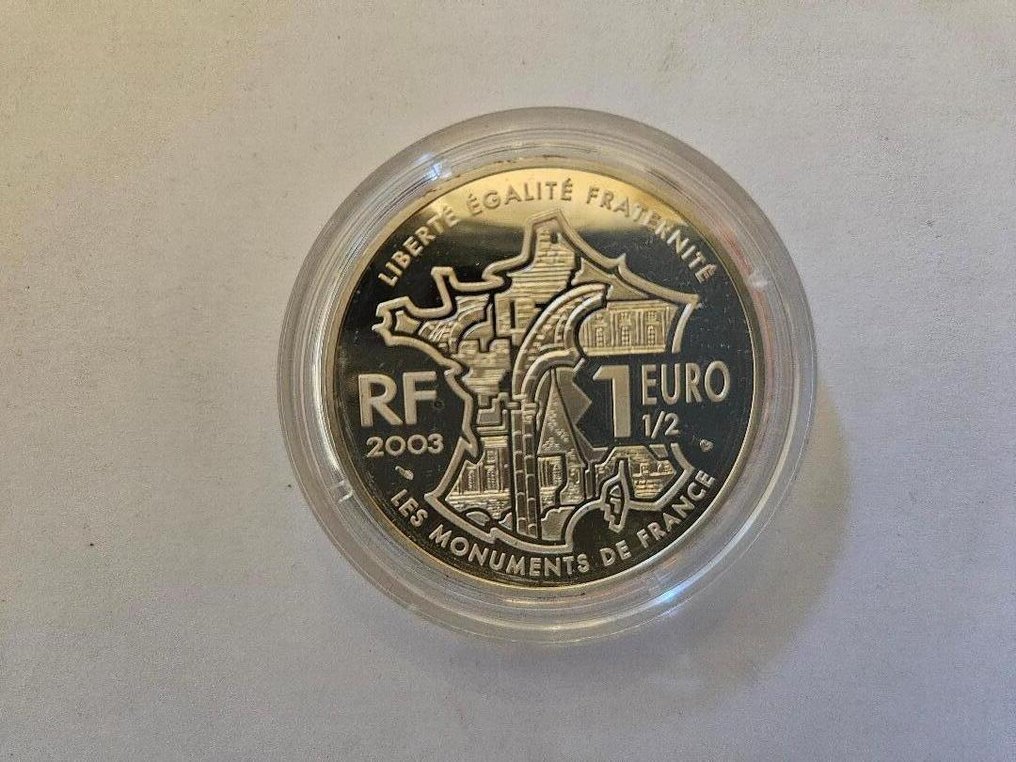 LIBERTÉ ÉGALITÉ FRATERNITÉ
RF
2003
1 EURO
1/2
LES MONUMENTS DE FRANCE